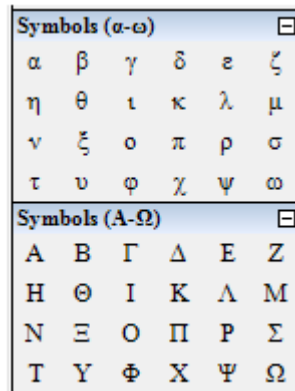 Symbols (α-ω)
α β γ δ ε ζ
η θ ι κ λ μ
ν ξ ο π ρ σ
τ υ φ χ ψ ω
Symbols (Α-Ω)
Α Β Γ Δ Ε Ζ
Η Θ Ι Κ Λ Μ
Ν Ξ Ο Π Ρ Σ
Τ Υ Φ Χ Ψ Ω